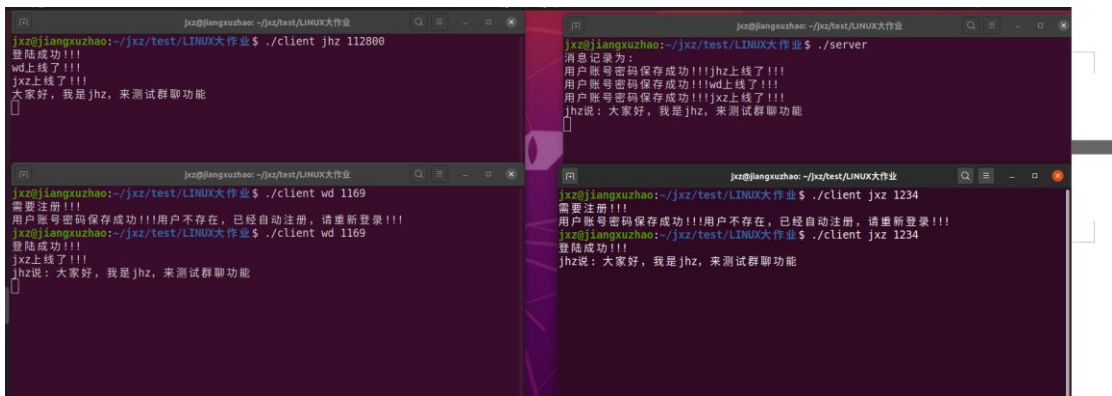 jxz@jiangxuzhao: ~/jxz/test/LINUX大作业
jxz@jiangxuzhao:~/jxz/test/LINUX大作业$ ./client jhz 112800
登陆成功!!!
wd上线了!!!
jxz上线了!!!
大家好，我是jhz，来测试群聊功能
jxz@jiangxuzhao: ~/jxz/test/LINUX大作业
jxz@jiangxuzhao:~/jxz/test/LINUX大作业$ ./server
消息记录为：
用户账号密码保存成功!!!jhz上线了!!!
用户账号密码保存成功!!!wd上线了!!!
用户账号密码保存成功!!!jxz上线了!!!
jhz说：大家好，我是jhz，来测试群聊功能
jxz@jiangxuzhao: ~/jxz/test/LINUX大作业
jxz@jiangxuzhao:~/jxz/test/LINUX大作业$ ./client wd 1169
需要注册!!!
用户账号密码保存成功!!!用户不存在，已经自动注册，请重新登录!!!
jxz@jiangxuzhao:~/jxz/test/LINUX大作业$ ./client wd 1169
登陆成功!!!
jxz上线了!!!
jhz说：大家好，我是jhz，来测试群聊功能
jxz@jiangxuzhao: ~/jxz/test/LINUX大作业
jxz@jiangxuzhao:~/jxz/test/LINUX大作业$ ./client jxz 1234
需要注册!!!
用户账号密码保存成功!!!用户不存在，已经自动注册，请重新登录!!!
jxz@jiangxuzhao:~/jxz/test/LINUX大作业$ ./client jxz 1234
登陆成功!!!
jhz说：大家好，我是jhz，来测试群聊功能